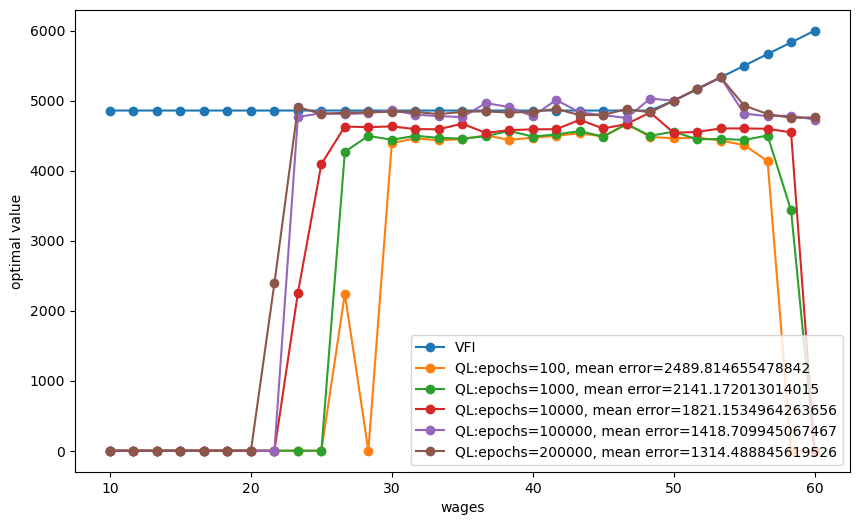 6000
5000
4000
3000
2000
1000
0
optimal value
10
20
30
40
50
60
wages
VFI
QL:epochs=100, mean error=2489.814655478842
QL:epochs=1000, mean error=2141.172013014015
QL:epochs=10000, mean error=1821.1534964263656
QL:epochs=100000, mean error=1418.709945067467
QL:epochs=200000, mean error=1314.488845619526